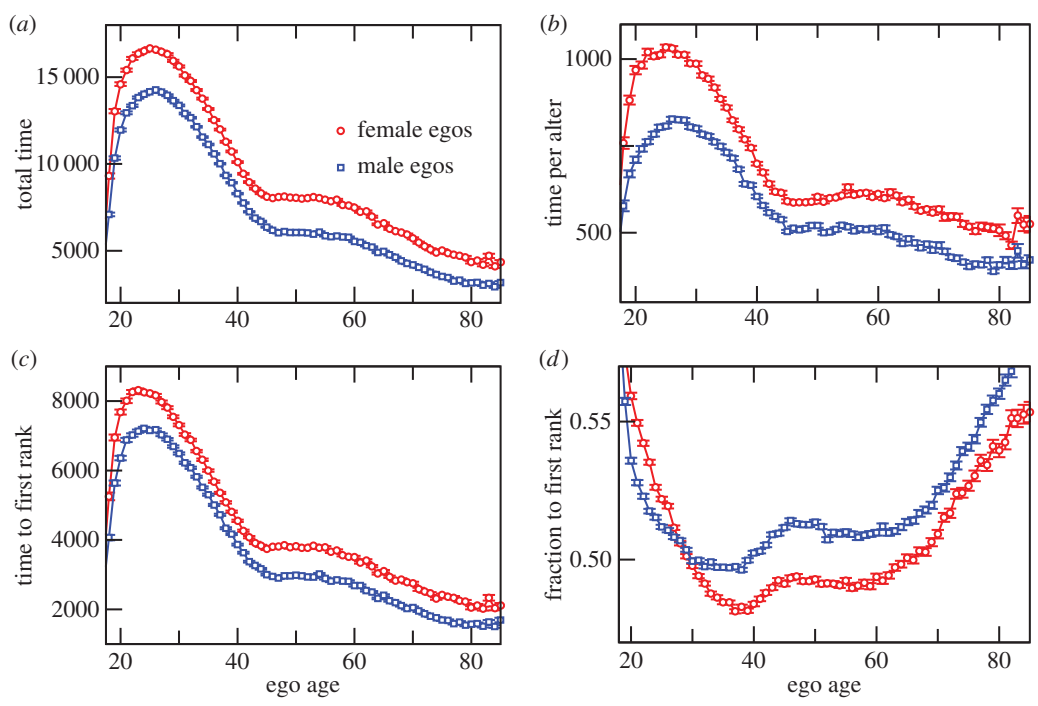 (a)
total time
15 000
10 000
5000
female egos
male egos
20 40 60 80
(b)
time per alter
1000
500
20 40 60 80
(c)
time to first rank
8000
6000
4000
2000
20 40 60 80
ego age
(d)
fraction to first rank
0.55
0.50
20 40 60 80
ego age